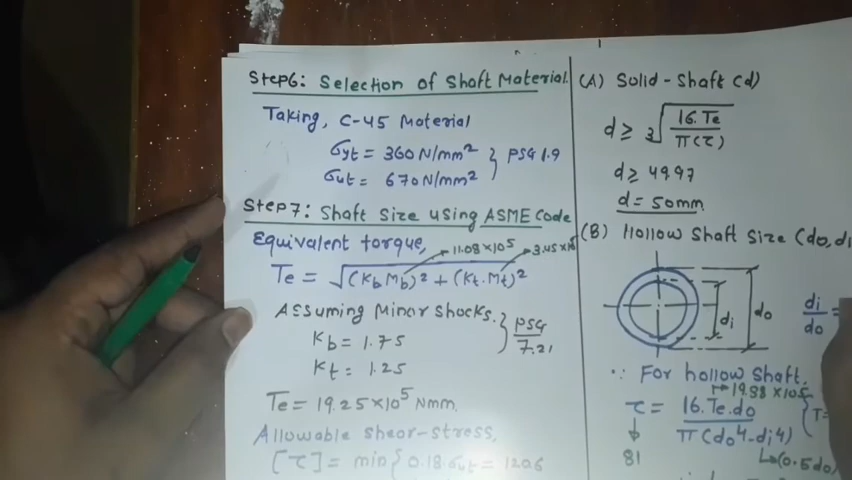 Step6: Selection of Shaft Material.
Taking, C-45 Material
σyt = 360 N/mm² } PSG 1.9
σut = 670 N/mm²
Step7: Shaft Size using ASME Code
Equivalent torque, 11.08×10⁵ 3.45×10
Te = √(Kb Mb)² + (Kt. Mt)²
Assuming Minor Shocks.
Kb = 1.75 } PSG 7.21
Kt = 1.25
Te = 19.25×10⁵ Nmm.
Allowable shear-stress,
[τ] = min { 0.18.σut = 120.6
(A) Solid-Shaft (d)
d ≥ ³√16.Te / π(τ)
d ≥ 49.97
d = 50mm
(B) Hollow Shaft Size (do, di
di do di/do =
∵ For hollow shaft.
19.38×105
τ = 16.Te.do / π(do⁴-di⁴)
81 (0.5do)